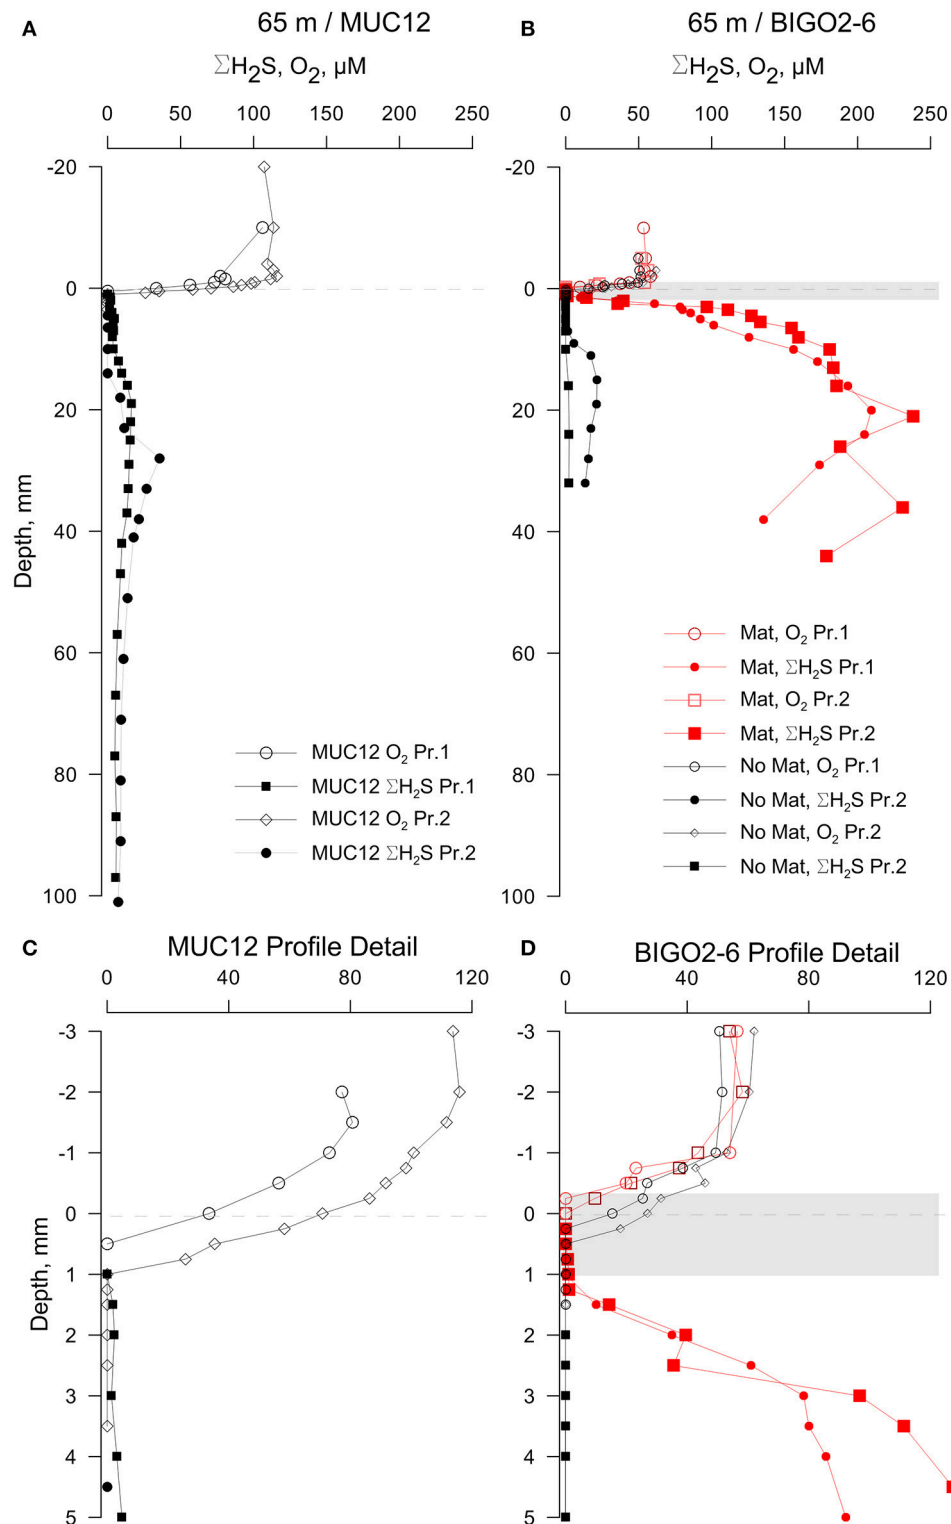 A
65 m / MUC12
ΣH₂S, O₂, µM
0 50 100 150 200 250
-20
0
20
40
60
80
100
Depth, mm
MUC12 O₂ Pr.1
MUC12 ΣH₂S Pr.1
MUC12 O₂ Pr.2
MUC12 ΣH₂S Pr.2
B
65 m / BIGO2-6
ΣH₂S, O₂, µM
0 50 100 150 200 250
-20
0
20
40
60
80
100
Mat, O₂ Pr.1
Mat, ΣH₂S Pr.1
Mat, O₂ Pr.2
Mat, ΣH₂S Pr.2
No Mat, O₂ Pr.1
No Mat, ΣH₂S Pr.2
No Mat, O₂ Pr.2
No Mat, ΣH₂S Pr.2
C
MUC12 Profile Detail
0 40 80 120
-3
-2
-1
0
1
2
3
4
5
Depth, mm
D
BIGO2-6 Profile Detail
0 40 80 120
-3
-2
-1
0
1
2
3
4
5